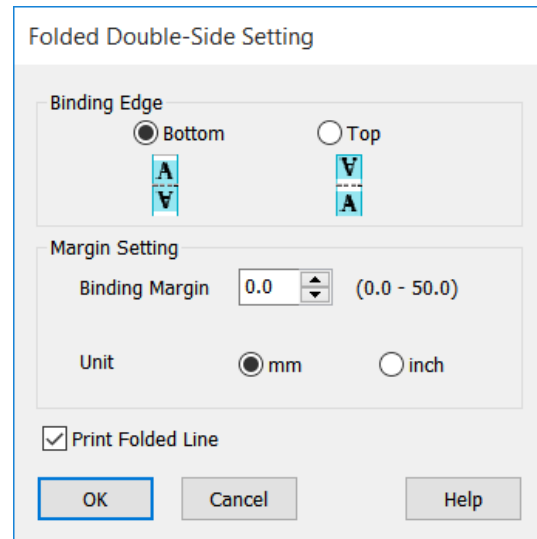 Folded Double-Side Setting
Binding Edge
Bottom Top
A ∀
∀ A
Margin Setting
Binding Margin 0.0 (0.0 - 50.0)
Unit mm inch
Print Folded Line
OK Cancel Help